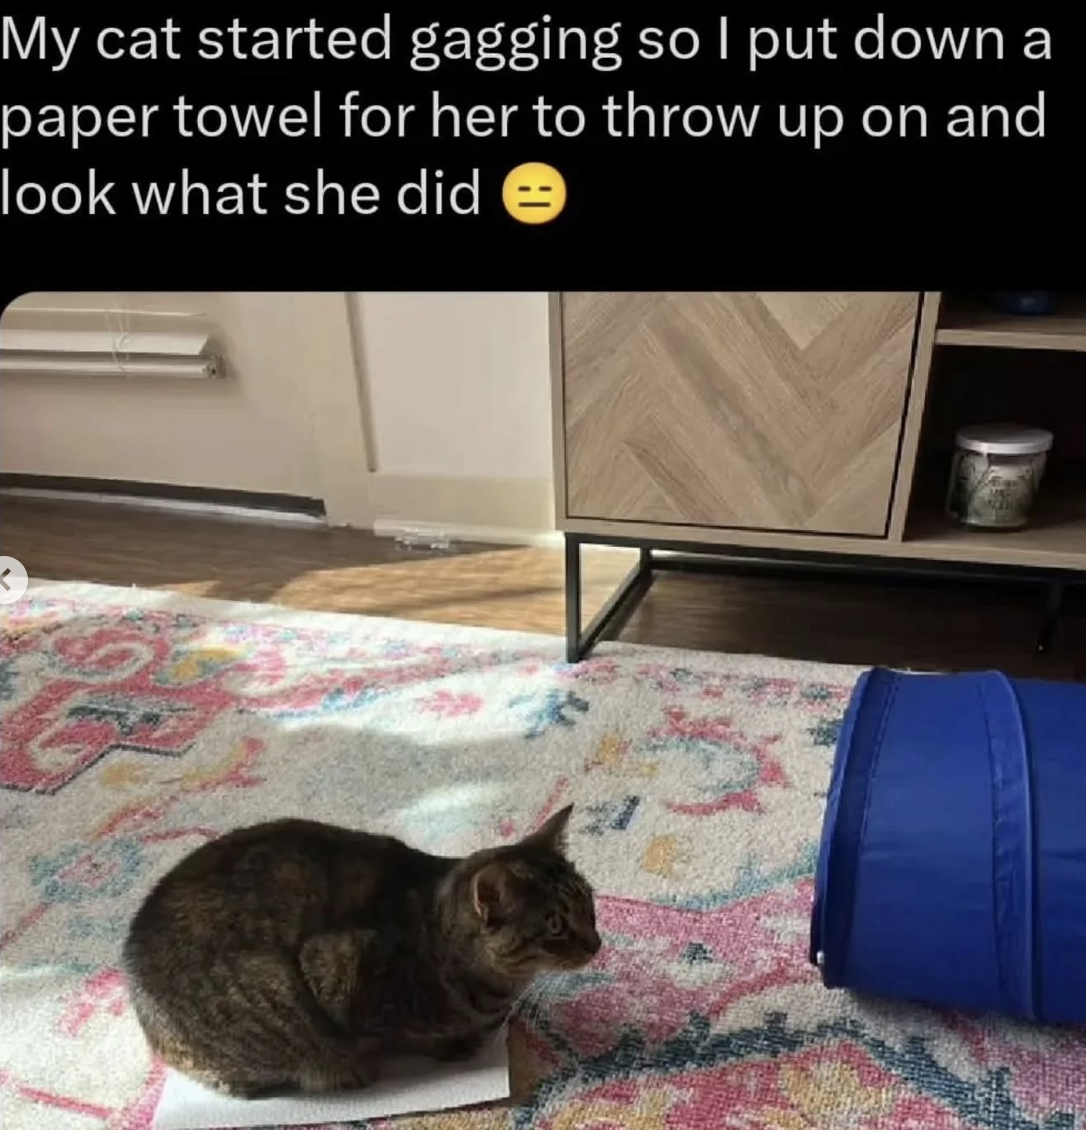 My cat started gagging so I put down a
paper towel for her to throw up on and
look what she did 😑